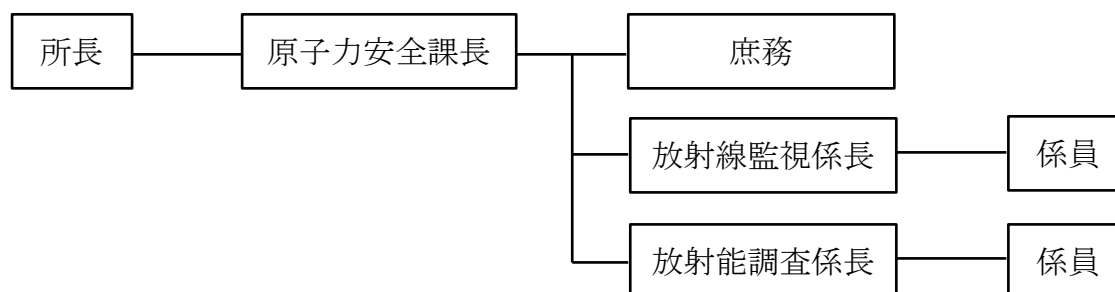 所長
原子力安全課長
庶務
放射線監視係長
係員
放射能調査係長
係員